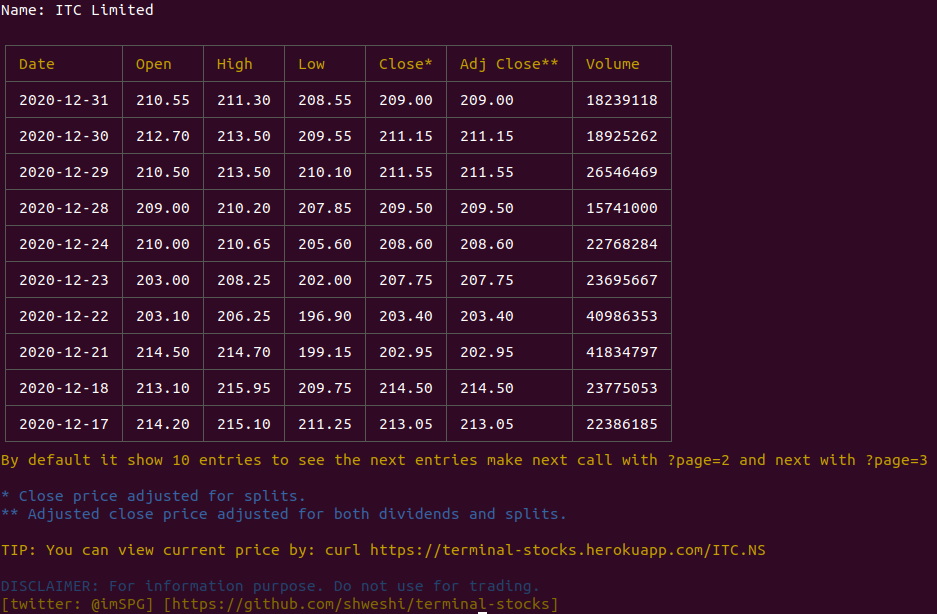 Name: ITC Limited
Date Open High Low Close* Adj Close** Volume
2020-12-31 210.55 211.30 208.55 209.00 209.00 18239118
2020-12-30 212.70 213.50 209.55 211.15 211.15 18925262
2020-12-29 210.50 213.50 210.10 211.55 211.55 26546469
2020-12-28 209.00 210.20 207.85 209.50 209.50 15741000
2020-12-24 210.00 210.65 205.60 208.60 208.60 22768284
2020-12-23 203.00 208.25 202.00 207.75 207.75 23695667
2020-12-22 203.10 206.25 196.90 203.40 203.40 40986353
2020-12-21 214.50 214.70 199.15 202.95 202.95 41834797
2020-12-18 213.10 215.95 209.75 214.50 214.50 23775053
2020-12-17 214.20 215.10 211.25 213.05 213.05 22386185
By default it show 10 entries to see the next entries make next call with ?page=2 and next with ?page=3
* Close price adjusted for splits.
** Adjusted close price adjusted for both dividends and splits.
TIP: You can view current price by: curl https://terminal-stocks.herokuapp.com/ITC.NS
DISCLAIMER: For information purpose. Do not use for trading.
[twitter: @imSPG] [https://github.com/shweshi/terminal-stocks]